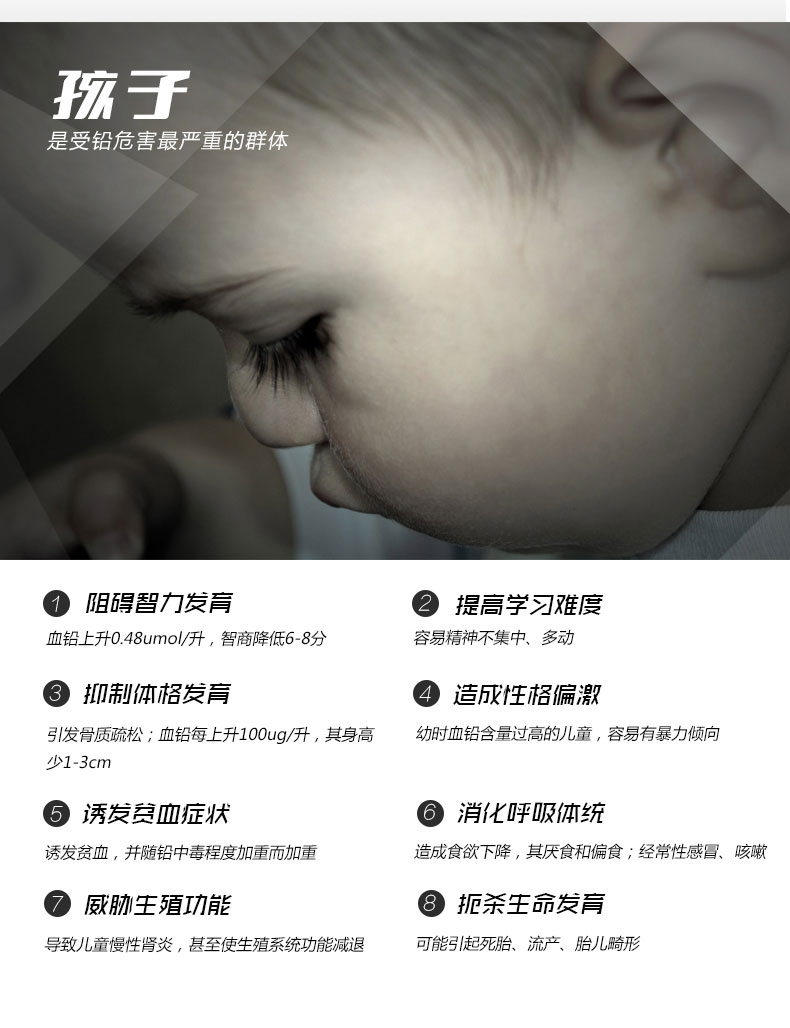 孩子
是受铅危害最严重的群体
1 阻碍智力发育
血铅上升0.48umol/升，智商降低6-8分
2 提高学习难度
容易精神不集中、多动
3 抑制体格发育
引发骨质疏松；血铅每上升100ug/升，其身高
少1-3cm
4 造成性格偏激
幼时血铅含量过高的儿童，容易有暴力倾向
5 诱发贫血症状
诱发贫血，并随铅中毒程度加重而加重
6 消化呼吸体统
造成食欲下降，其厌食和偏食；经常性感冒、咳嗽
7 威胁生殖功能
导致儿童慢性肾炎，甚至使生殖系统功能减退
8 扼杀生命发育
可能引起死胎、流产、胎儿畸形